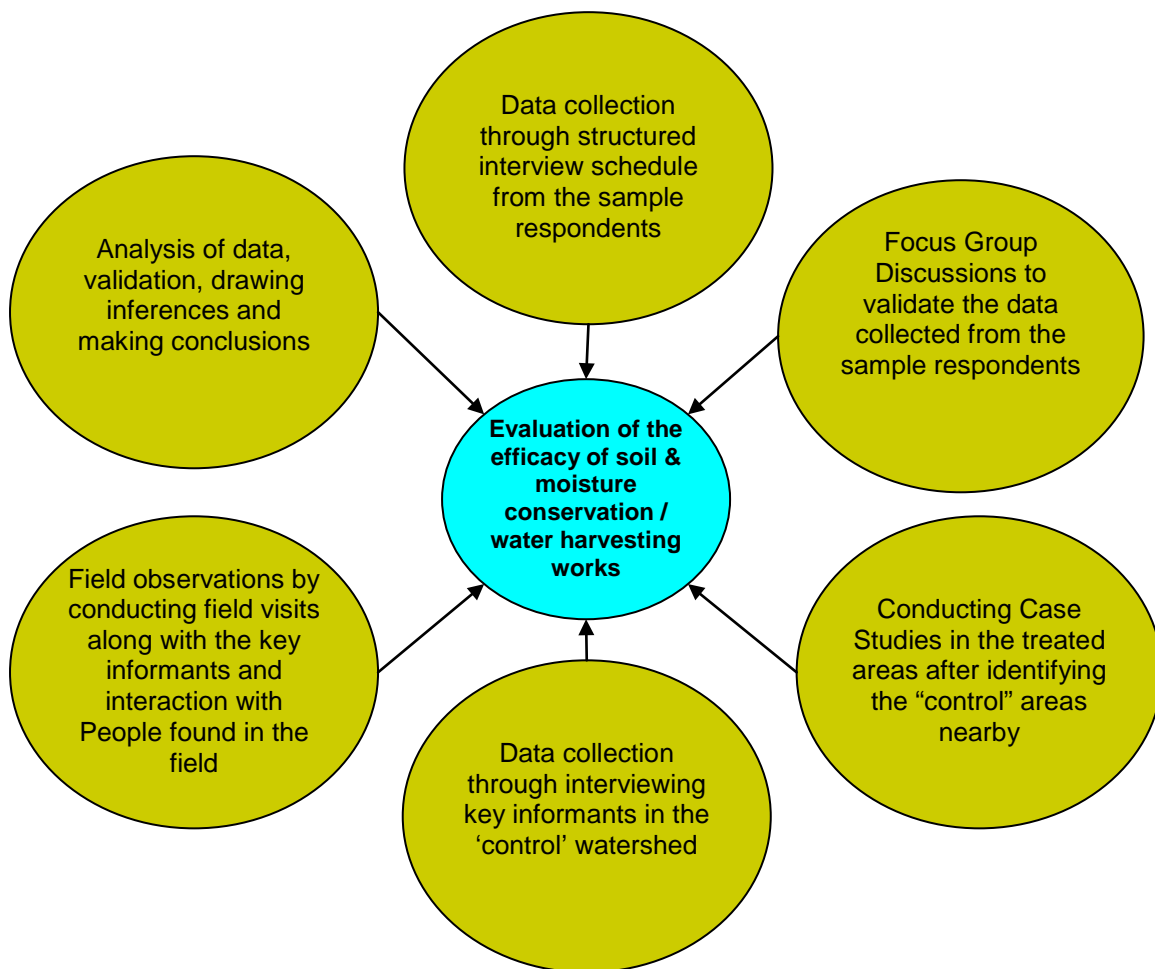 Data collection
through structured
interview schedule
from the sample
respondents
Analysis of data,
validation, drawing
inferences and
making conclusions
Focus Group
Discussions to
validate the data
collected from the
sample respondents
Evaluation of the
efficacy of soil &
moisture
conservation /
water harvesting
works
Field observations by
conducting field visits
along with the key
informants and
interaction with
People found in the
field
Conducting Case
Studies in the treated
areas after identifying
the “control” areas
nearby
Data collection
through interviewing
key informants in the
‘control’ watershed